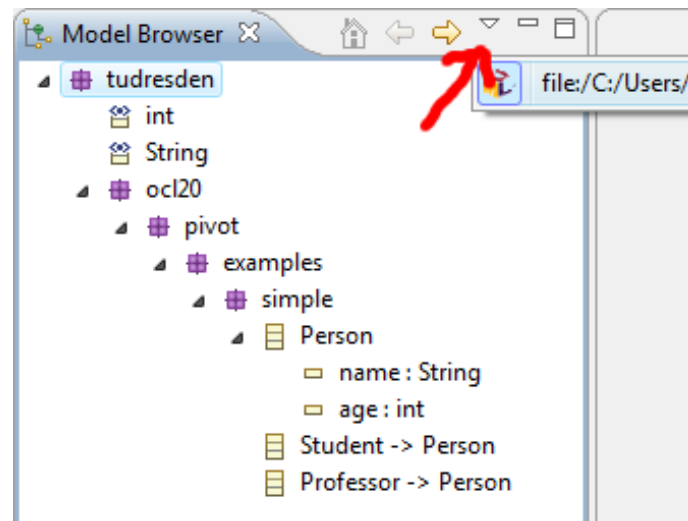 Model Browser
file:/C:/Users/
tudresden
int
String
ocl20
pivot
examples
simple
Person
name : String
age : int
Student -> Person
Professor -> Person